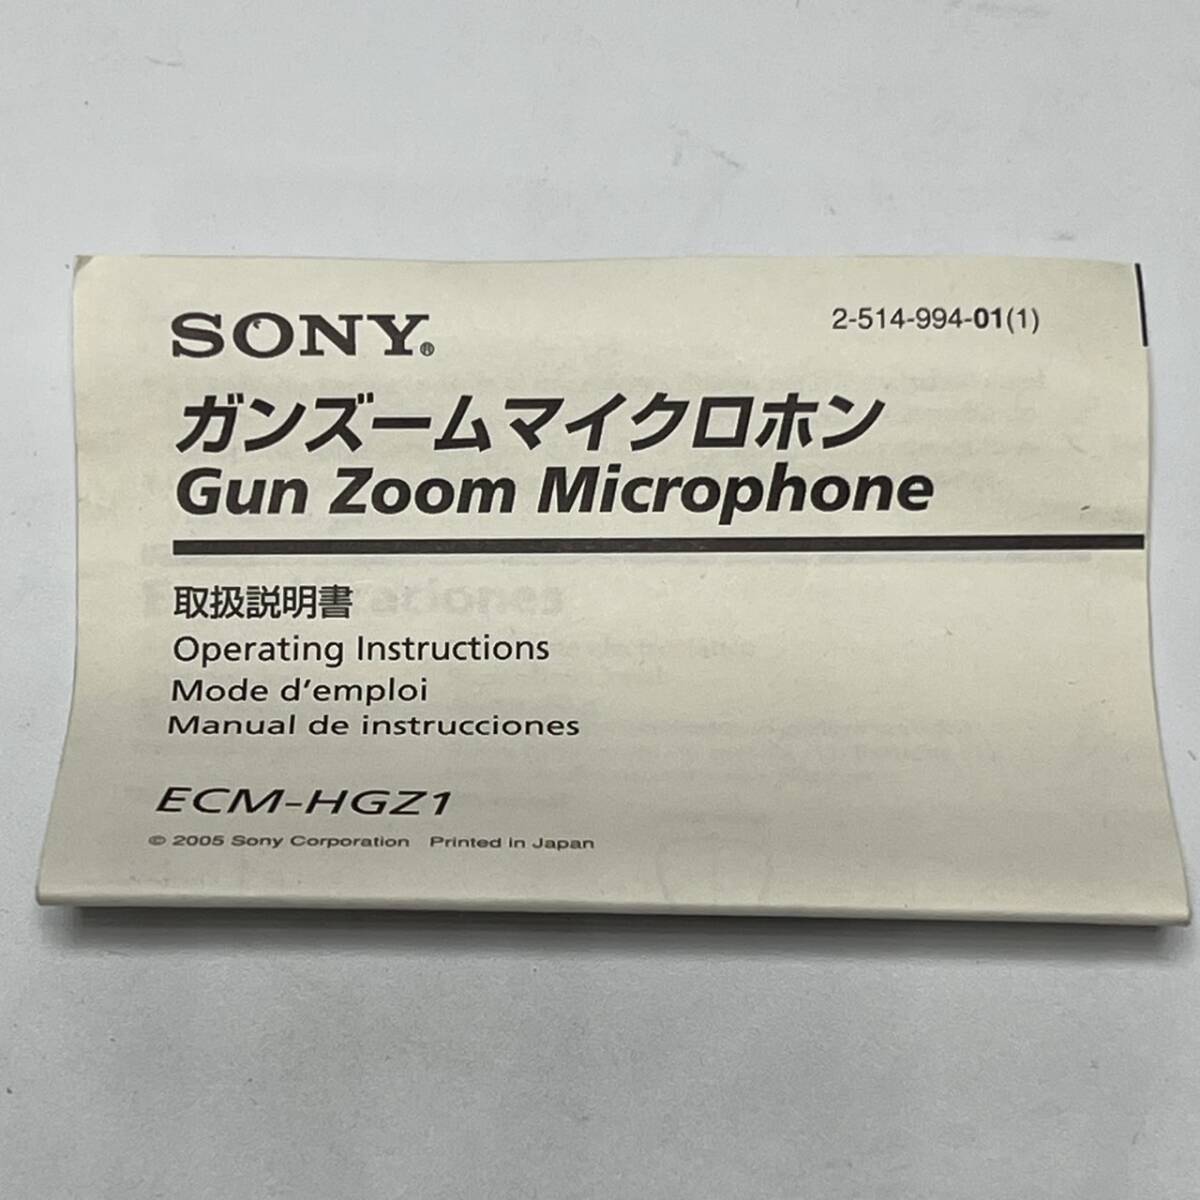 SONY®
2-514-994-01(1)
ガンズームマイクロホン
Gun Zoom Microphone
取扱説明書
Operating Instructions
Mode d'emploi
Manual de instrucciones
ECM-HGZ1
© 2005 Sony Corporation Printed in Japan